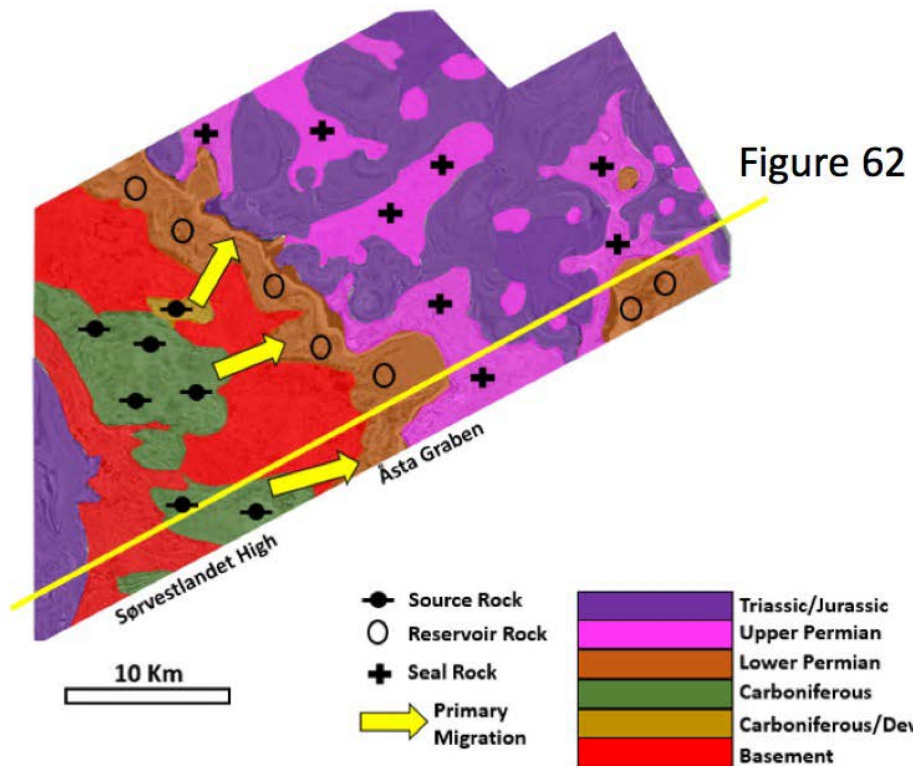 Figure 62
Åsta Graben
Sørvestlandet High
10 Km
Source Rock
Reservoir Rock
Seal Rock
Primary
Migration
Triassic/Jurassic
Upper Permian
Lower Permian
Carboniferous
Carboniferous/Dev
Basement